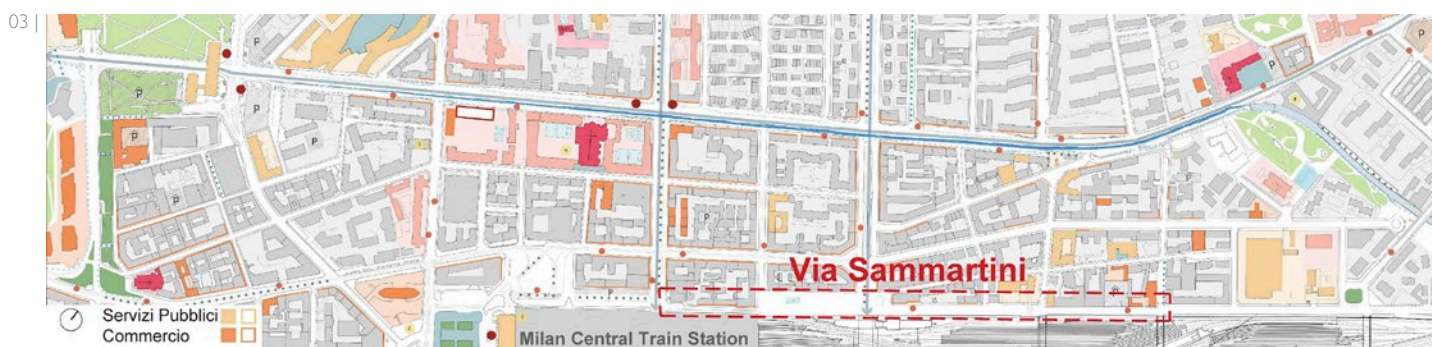 03 |
P
P
P
P
P
P
P
P
P
Via Sammartini
Servizi Pubblici
Commercio
Milan Central Train Station